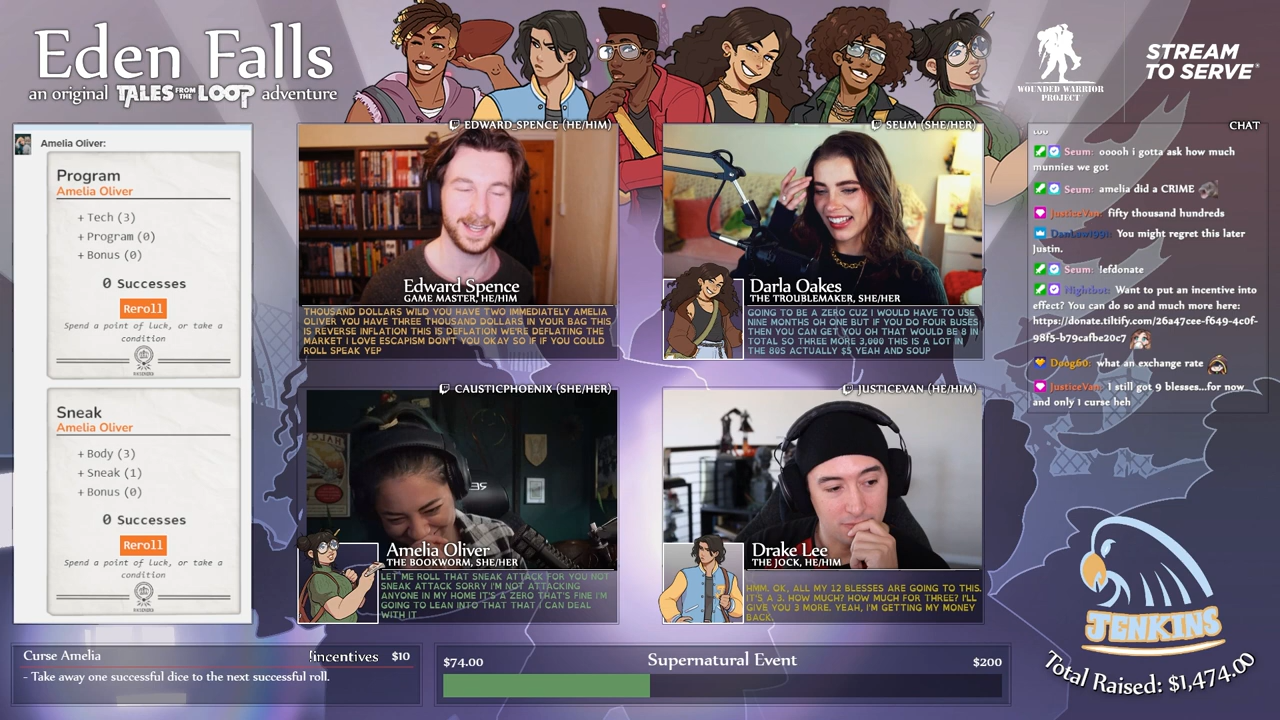 Eden Falls
an original TALES FROM THE LOOP adventure
WOUNDED WARRIOR
PROJECT
STREAM
TO SERVE
Amelia Oliver:
Program
Amelia Oliver
+ Tech (3)
+ Program (0)
+ Bonus (0)
0 Successes
Reroll
Spend a point of luck, or take a
condition
Sneak
Amelia Oliver
+ Body (3)
+ Sneak (1)
+ Bonus (0)
0 Successes
Reroll
Spend a point of luck, or take a
condition
EDWARD_SPENCE (HE/HIM)
Edward Spence
GAME MASTER, HE/HIM
THOUSAND DOLLARS WILD YOU HAVE TWO IMMEDIATELY AMELIA
OLIVER YOU HAVE THREE THOUSAND DOLLARS IN YOUR BAG THIS
IS REVERSE INFLATION THIS IS DEFLATION WE'RE DEFLATING THE
MARKET I LOVE ESCAPISM DON'T YOU OKAY SO IF IF YOU COULD
ROLL SPEAK YEP
SEUM (SHE/HER)
Darla Oakes
THE TROUBLEMAKER, SHE/HER
GOING TO BE A ZERO CUZ I WOULD HAVE TO USE
NINE MONTHS OH ONE BUT IF YOU DO FOUR BUSES
THEN YOU CAN GET YOU OH THAT WOULD BE 8 IN
TOTAL SO THREE MORE 3,000 THIS IS A LOT IN
THE 80S ACTUALLY $5 YEAH AND SOUP
CAUSTICPHOENIX (SHE/HER)
Amelia Oliver
THE BOOKWORM, SHE/HER
LET ME ROLL THAT SNEAK ATTACK FOR YOU NOT
SNEAK ATTACK SORRY I'M NOT ATTACKING
ANYONE IN MY HOME IT'S A ZERO THAT'S FINE I'M
GOING TO LEAN INTO THAT THAT I CAN DEAL
WITH IT
JUSTICEVAN (HE/HIM)
Drake Lee
THE JOCK, HE/HIM
HMM. OK, ALL MY 12 BLESSES ARE GOING TO THIS.
IT'S A 3. HOW MUCH? HOW MUCH FOR THREE? I'LL
GIVE YOU 3 MORE. YEAH, I'M GETTING MY MONEY
BACK.
CHAT
too
Seum: ooooh i gotta ask how much
munnies we got
Seum: amelia did a CRIME
JusticeVan: fifty thousand hundreds
You might regret this later
Justin.
Seum: !efdonate
Nightbot: Want to put an incentive into
effect? You can do so and much more here:
https://donate.tiltify.com/26a47cee-f649-4c0f-
98f5-b79cafbe20c7
Doog60: what an exchange rate
JusticeVan: I still got 9 blesses...for now
and only 1 curse heh
JENKINS
Total Raised: $1,474.00
Curse Amelia
!incentives $10
- Take away one successful dice to the next successful roll.
$74.00 Supernatural Event $200